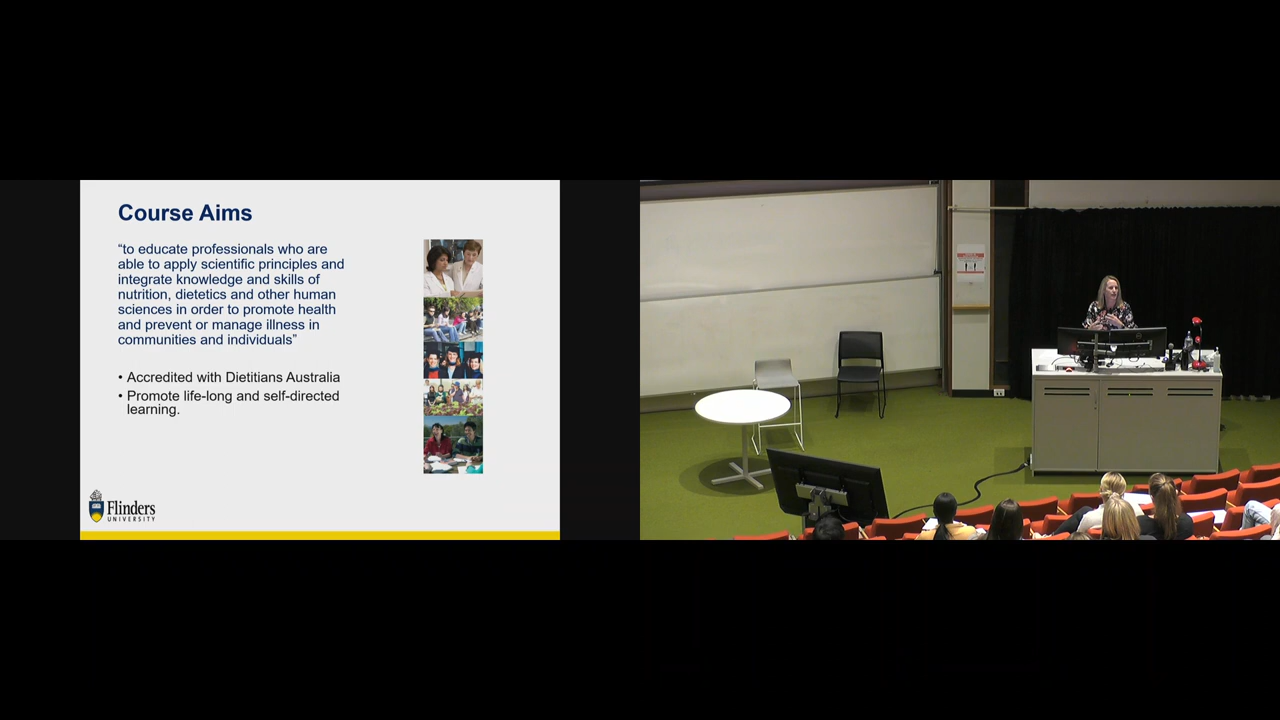 Course Aims
“to educate professionals who are
able to apply scientific principles and
integrate knowledge and skills of
nutrition, dietetics and other human
sciences in order to promote health
and prevent or manage illness in
communities and individuals”
• Accredited with Dietitians Australia
• Promote life-long and self-directed
learning.
Flinders
UNIVERSITY